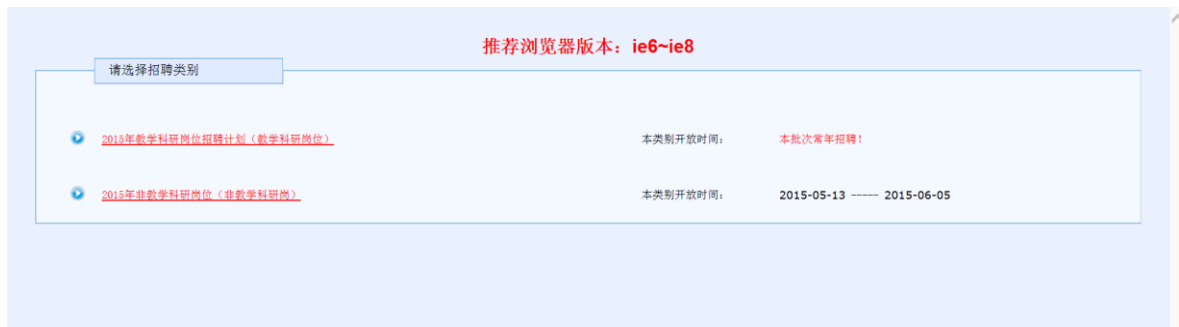 推荐浏览器版本：ie6~ie8
请选择招聘类别
2015年教学科研岗位招聘计划（教学科研岗位） 本类别开放时间： 本批次常年招聘！
2015年非教学科研岗位（非教学科研岗） 本类别开放时间： 2015-05-13 ----- 2015-06-05